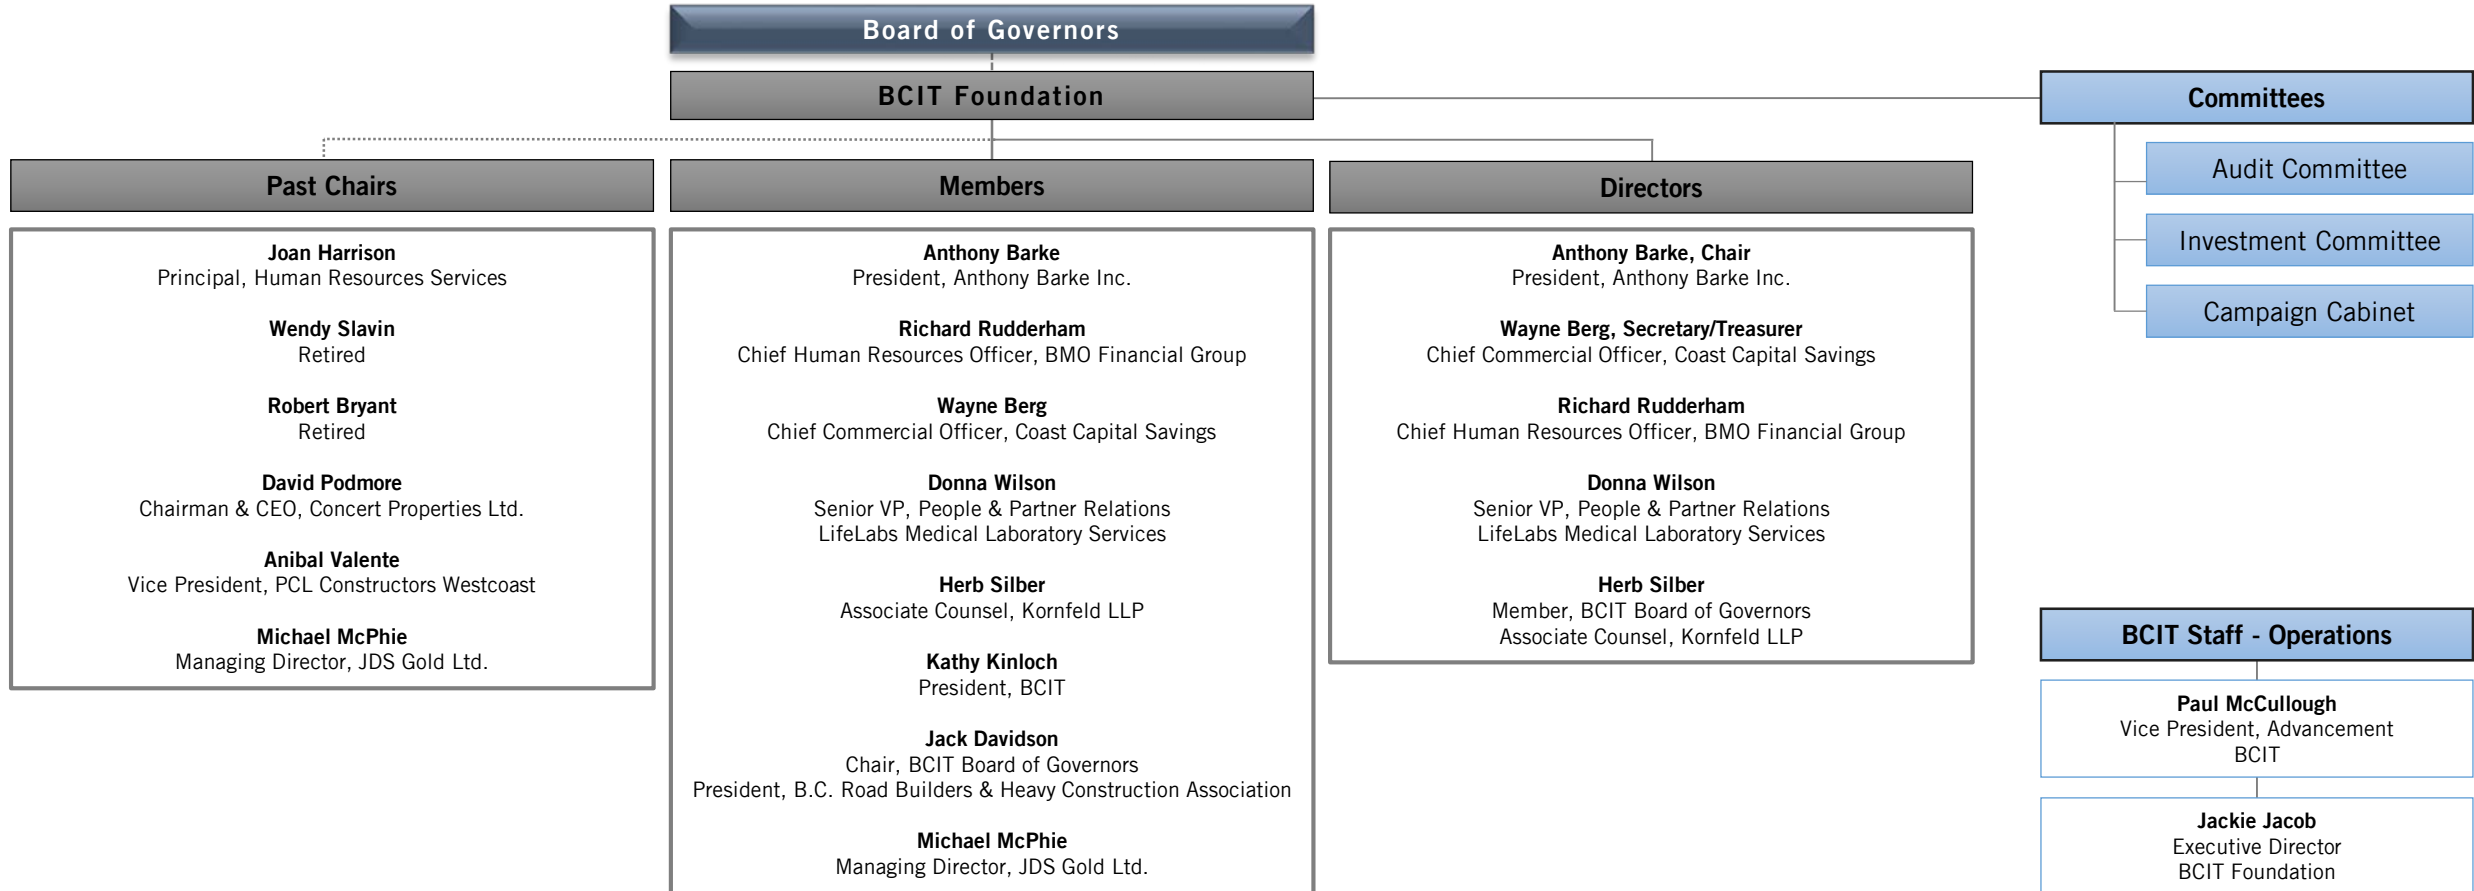 Board of Governors
BCIT Foundation
Committees
Audit Committee
Investment Committee
Campaign Cabinet
Past Chairs
Joan Harrison
Principal, Human Resources Services
Wendy Slavin
Retired
Robert Bryant
Retired
David Podmore
Chairman & CEO, Concert Properties Ltd.
Anibal Valente
Vice President, PCL Constructors Westcoast
Michael McPhie
Managing Director, JDS Gold Ltd.
Members
Anthony Barke
President, Anthony Barke Inc.
Richard Rudderham
Chief Human Resources Officer, BMO Financial Group
Wayne Berg
Chief Commercial Officer, Coast Capital Savings
Donna Wilson
Senior VP, People & Partner Relations
LifeLabs Medical Laboratory Services
Herb Silber
Associate Counsel, Kornfeld LLP
Kathy Kinloch
President, BCIT
Jack Davidson
Chair, BCIT Board of Governors
President, B.C. Road Builders & Heavy Construction Association
Michael McPhie
Managing Director, JDS Gold Ltd.
Directors
Anthony Barke, Chair
President, Anthony Barke Inc.
Wayne Berg, Secretary/Treasurer
Chief Commercial Officer, Coast Capital Savings
Richard Rudderham
Chief Human Resources Officer, BMO Financial Group
Donna Wilson
Senior VP, People & Partner Relations
LifeLabs Medical Laboratory Services
Herb Silber
Member, BCIT Board of Governors
Associate Counsel, Kornfeld LLP
BCIT Staff - Operations
Paul McCullough
Vice President, Advancement
BCIT
Jackie Jacob
Executive Director
BCIT Foundation